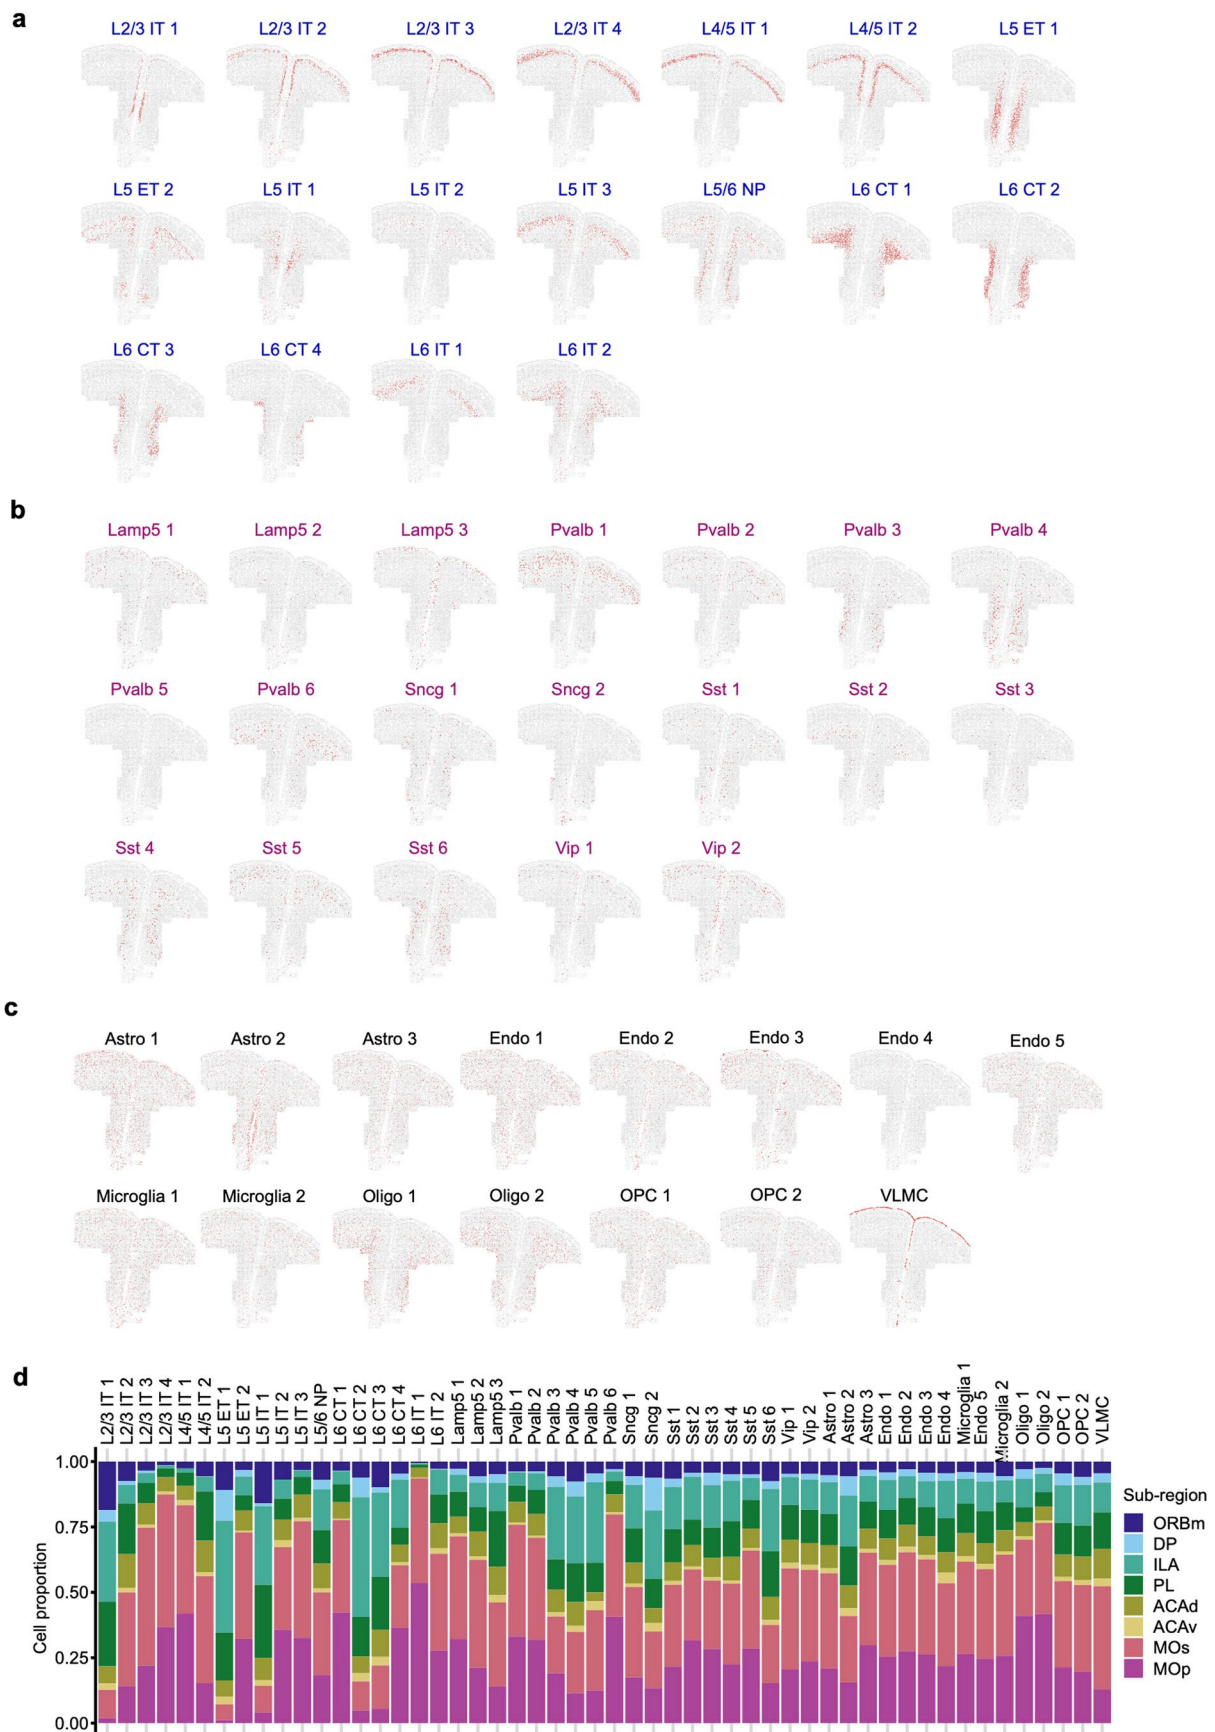 a
L2/3 IT 1 L2/3 IT 2 L2/3 IT 3 L2/3 IT 4 L4/5 IT 1 L4/5 IT 2 L5 ET 1
L5 ET 2 L5 IT 1 L5 IT 2 L5 IT 3 L5/6 NP L6 CT 1 L6 CT 2
L6 CT 3 L6 CT 4 L6 IT 1 L6 IT 2
b
Lamp5 1 Lamp5 2 Lamp5 3 Pvalb 1 Pvalb 2 Pvalb 3 Pvalb 4
Pvalb 5 Pvalb 6 Sncg 1 Sncg 2 Sst 1 Sst 2 Sst 3
Sst 4 Sst 5 Sst 6 Vip 1 Vip 2
c
Astro 1 Astro 2 Astro 3 Endo 1 Endo 2 Endo 3 Endo 4 Endo 5
Microglia 1 Microglia 2 Oligo 1 Oligo 2 OPC 1 OPC 2 VLMC
d
L2/3 IT 1
L2/3 IT 2
L2/3 IT 3
L2/3 IT 4
L4/5 IT 1
L4/5 IT 2
L5 ET 1
L5 ET 2
L5 IT 1
L5 IT 2
L5 IT 3
L5/6 NP
L6 CT 1
L6 CT 2
L6 CT 3
L6 CT 4
L6 IT 1
L6 IT 2
Lamp5 1
Lamp5 2
Lamp5 3
Pvalb 1
Pvalb 2
Pvalb 3
Pvalb 4
Pvalb 5
Pvalb 6
Sncg 1
Sncg 2
Sst 1
Sst 2
Sst 3
Sst 4
Sst 5
Sst 6
Vip 1
Vip 2
Astro 1
Astro 2
Astro 3
Endo 1
Endo 2
Endo 3
Endo 4
Microglia 1
Endo 5
Microglia 2
Oligo 1
Oligo 2
OPC 1
OPC 2
VLMC
Cell proportion
1.00
0.75
0.50
0.25
0.00
Sub-region
ORBm
DP
ILA
PL
ACAd
ACAv
MOs
MOp